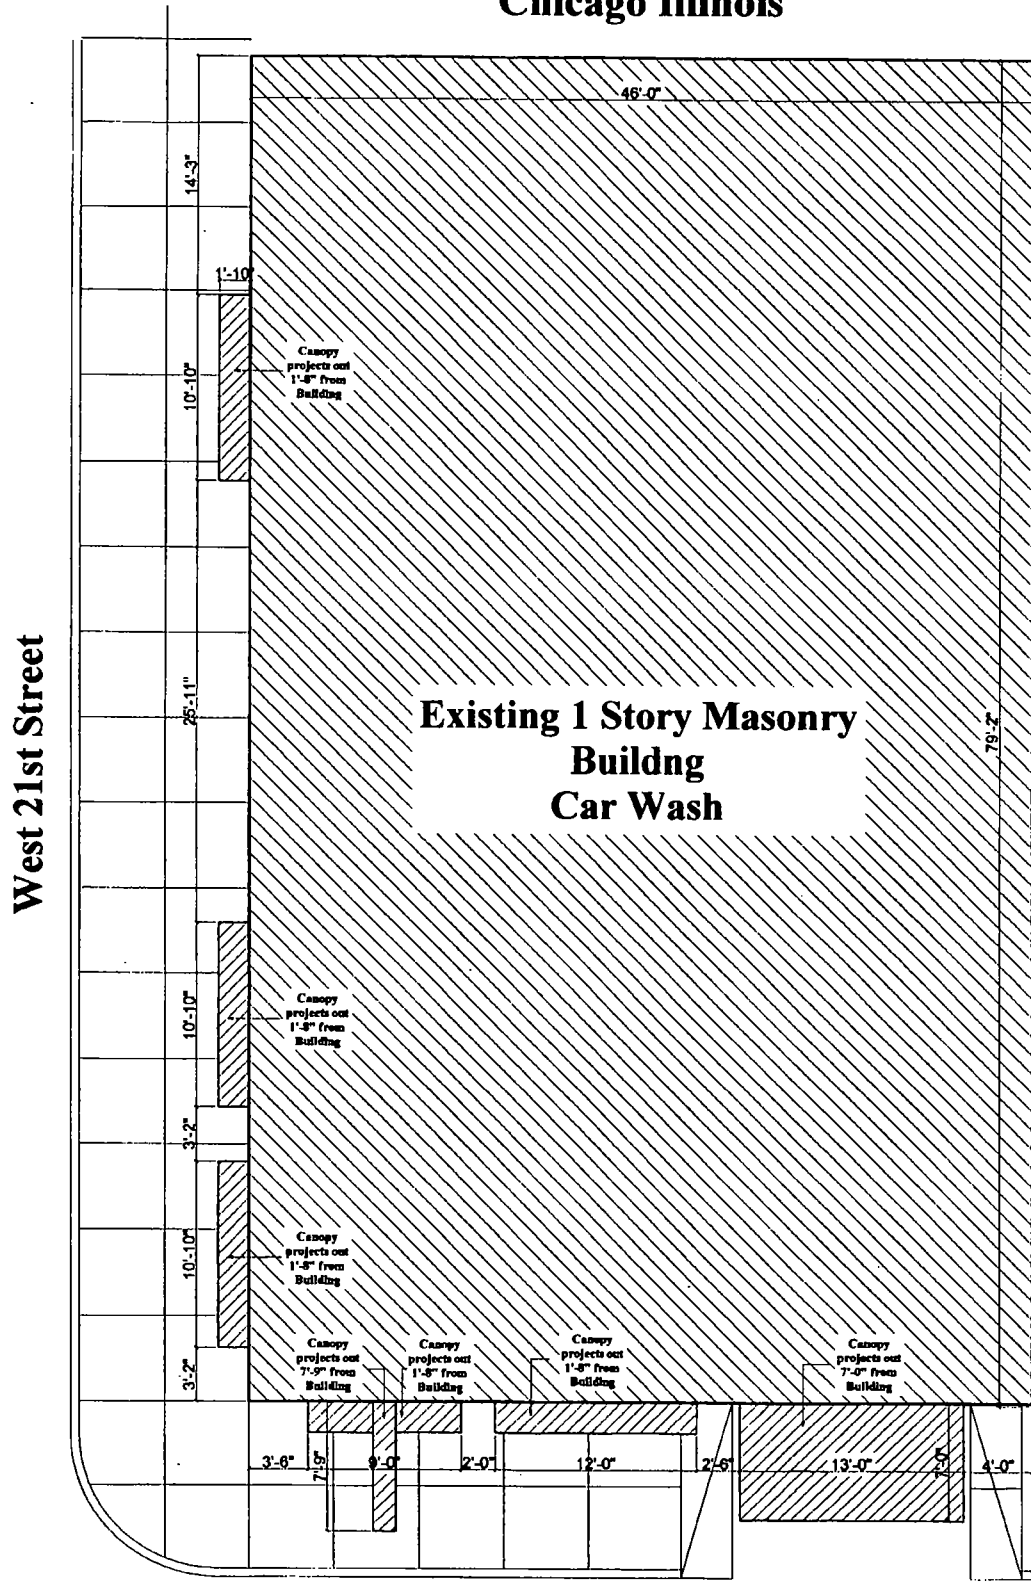 Chicago Illinois
46'-0"
14'-3"
1'-10"
Canopy
projects out
1'-8" from
Building
10'-10"
West 21st Street
25'-11"
Existing 1 Story Masonry
Buildng
Car Wash
79'-2"
Canopy
projects out
1'-8" from
Building
10'-10"
3'-2"
Canopy
projects out
1'-8" from
Building
10'-10"
3'-2"
Canopy
projects out
7'-9" from
Building
Canopy
projects out
1'-8" from
Building
Canopy
projects out
1'-8" from
Building
Canopy
projects out
7'-0" from
Building
3'-6"
7'-9"
9'-0"
2'-0"
12'-0"
2'-6"
13'-0"
7'-0"
4'-0"